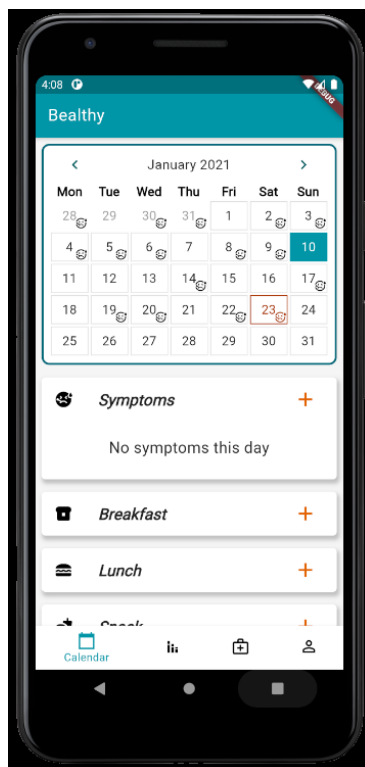 4:08
DEBUG
Bealthy
January 2021
Mon Tue Wed Thu Fri Sat Sun
28 29 30 31 1 2 3
4 5 6 7 8 9 10
11 12 13 14 15 16 17
18 19 20 21 22 23 24
25 26 27 28 29 30 31
Symptoms
No symptoms this day
Breakfast
Lunch
Snack
Calendar